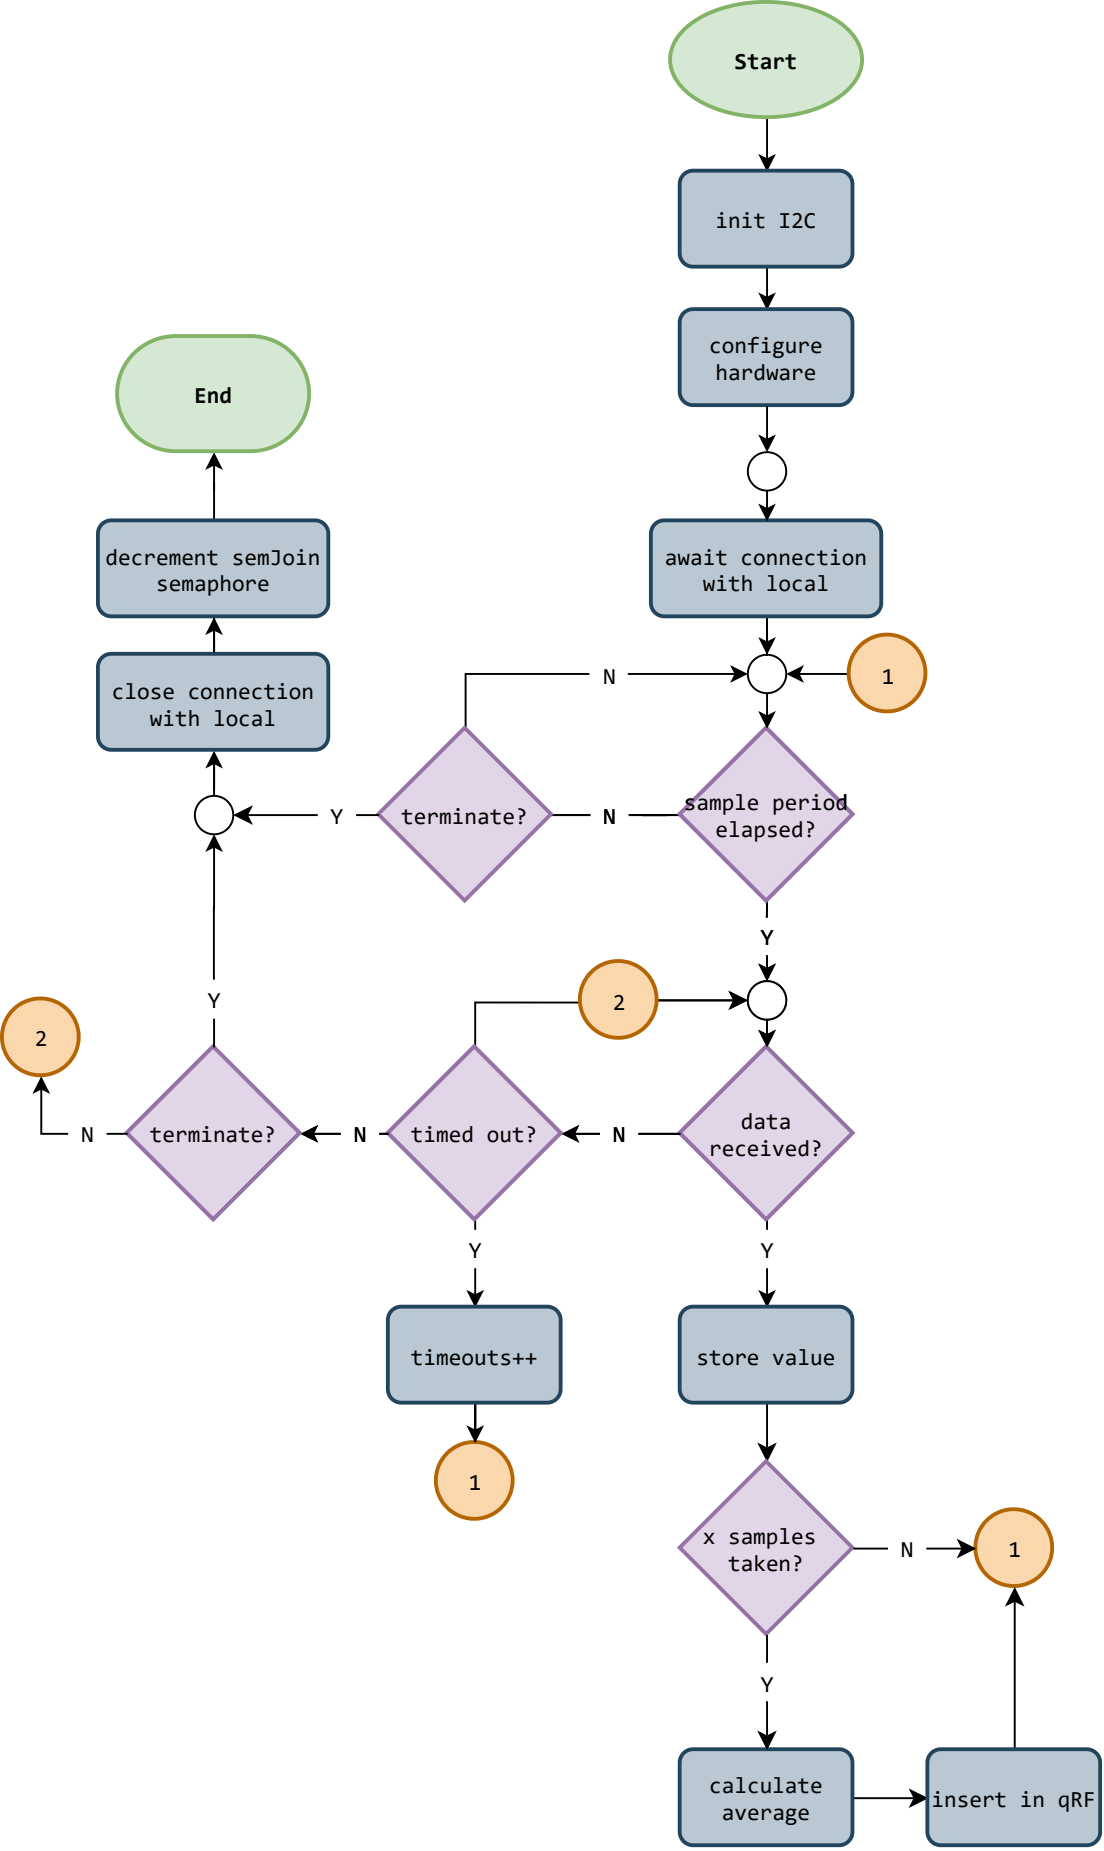 Start
init I2C
configure
hardware
End
decrement semJoin
semaphore
await connection
with local
close connection
with local
N
1
Y
terminate?
N
sample period
elapsed?
Y
2
2
N
terminate?
Y
N
timed out?
N
data
received?
Y
Y
timeouts++
store value
1
x samples
taken?
N
1
Y
calculate
average
insert in qRF